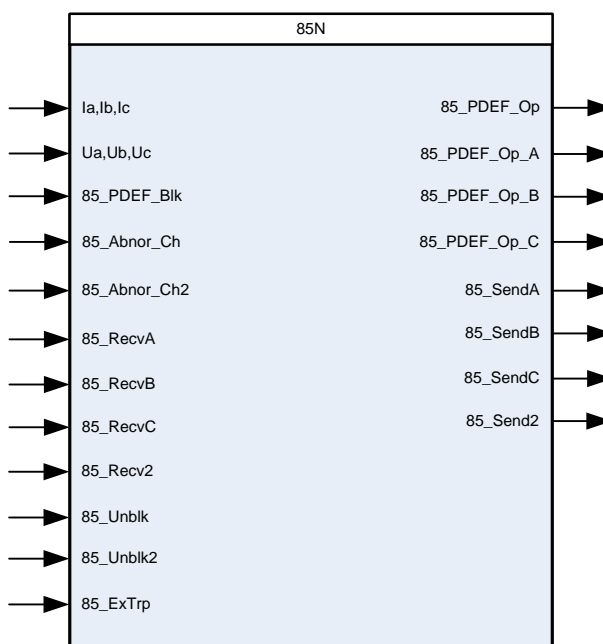 85N
Ia,Ib,Ic
85_PDEF_Op
Ua,Ub,Uc
85_PDEF_Op_A
85_PDEF_Blk
85_PDEF_Op_B
85_Abnor_Ch
85_PDEF_Op_C
85_Abnor_Ch2
85_SendA
85_RecvA
85_SendB
85_RecvB
85_SendC
85_RecvC
85_Send2
85_Recv2
85_Unblk
85_Unblk2
85_ExTrp